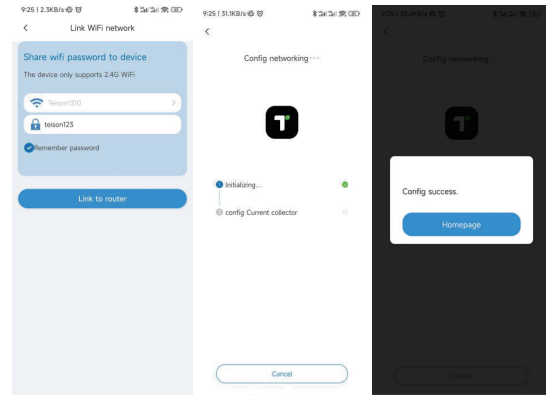 9:25 | 2.3KB/s
Link WiFi network
Share wifi password to device
The device only supports 2.4G WiFi
Teison1310
teison123
Remember password
Link to router
9:25 | 31.1KB/s
Config networking···
1 Initializing...
2 config Current collector
Cancel
Config networking
Config success.
Homepage
Cancel